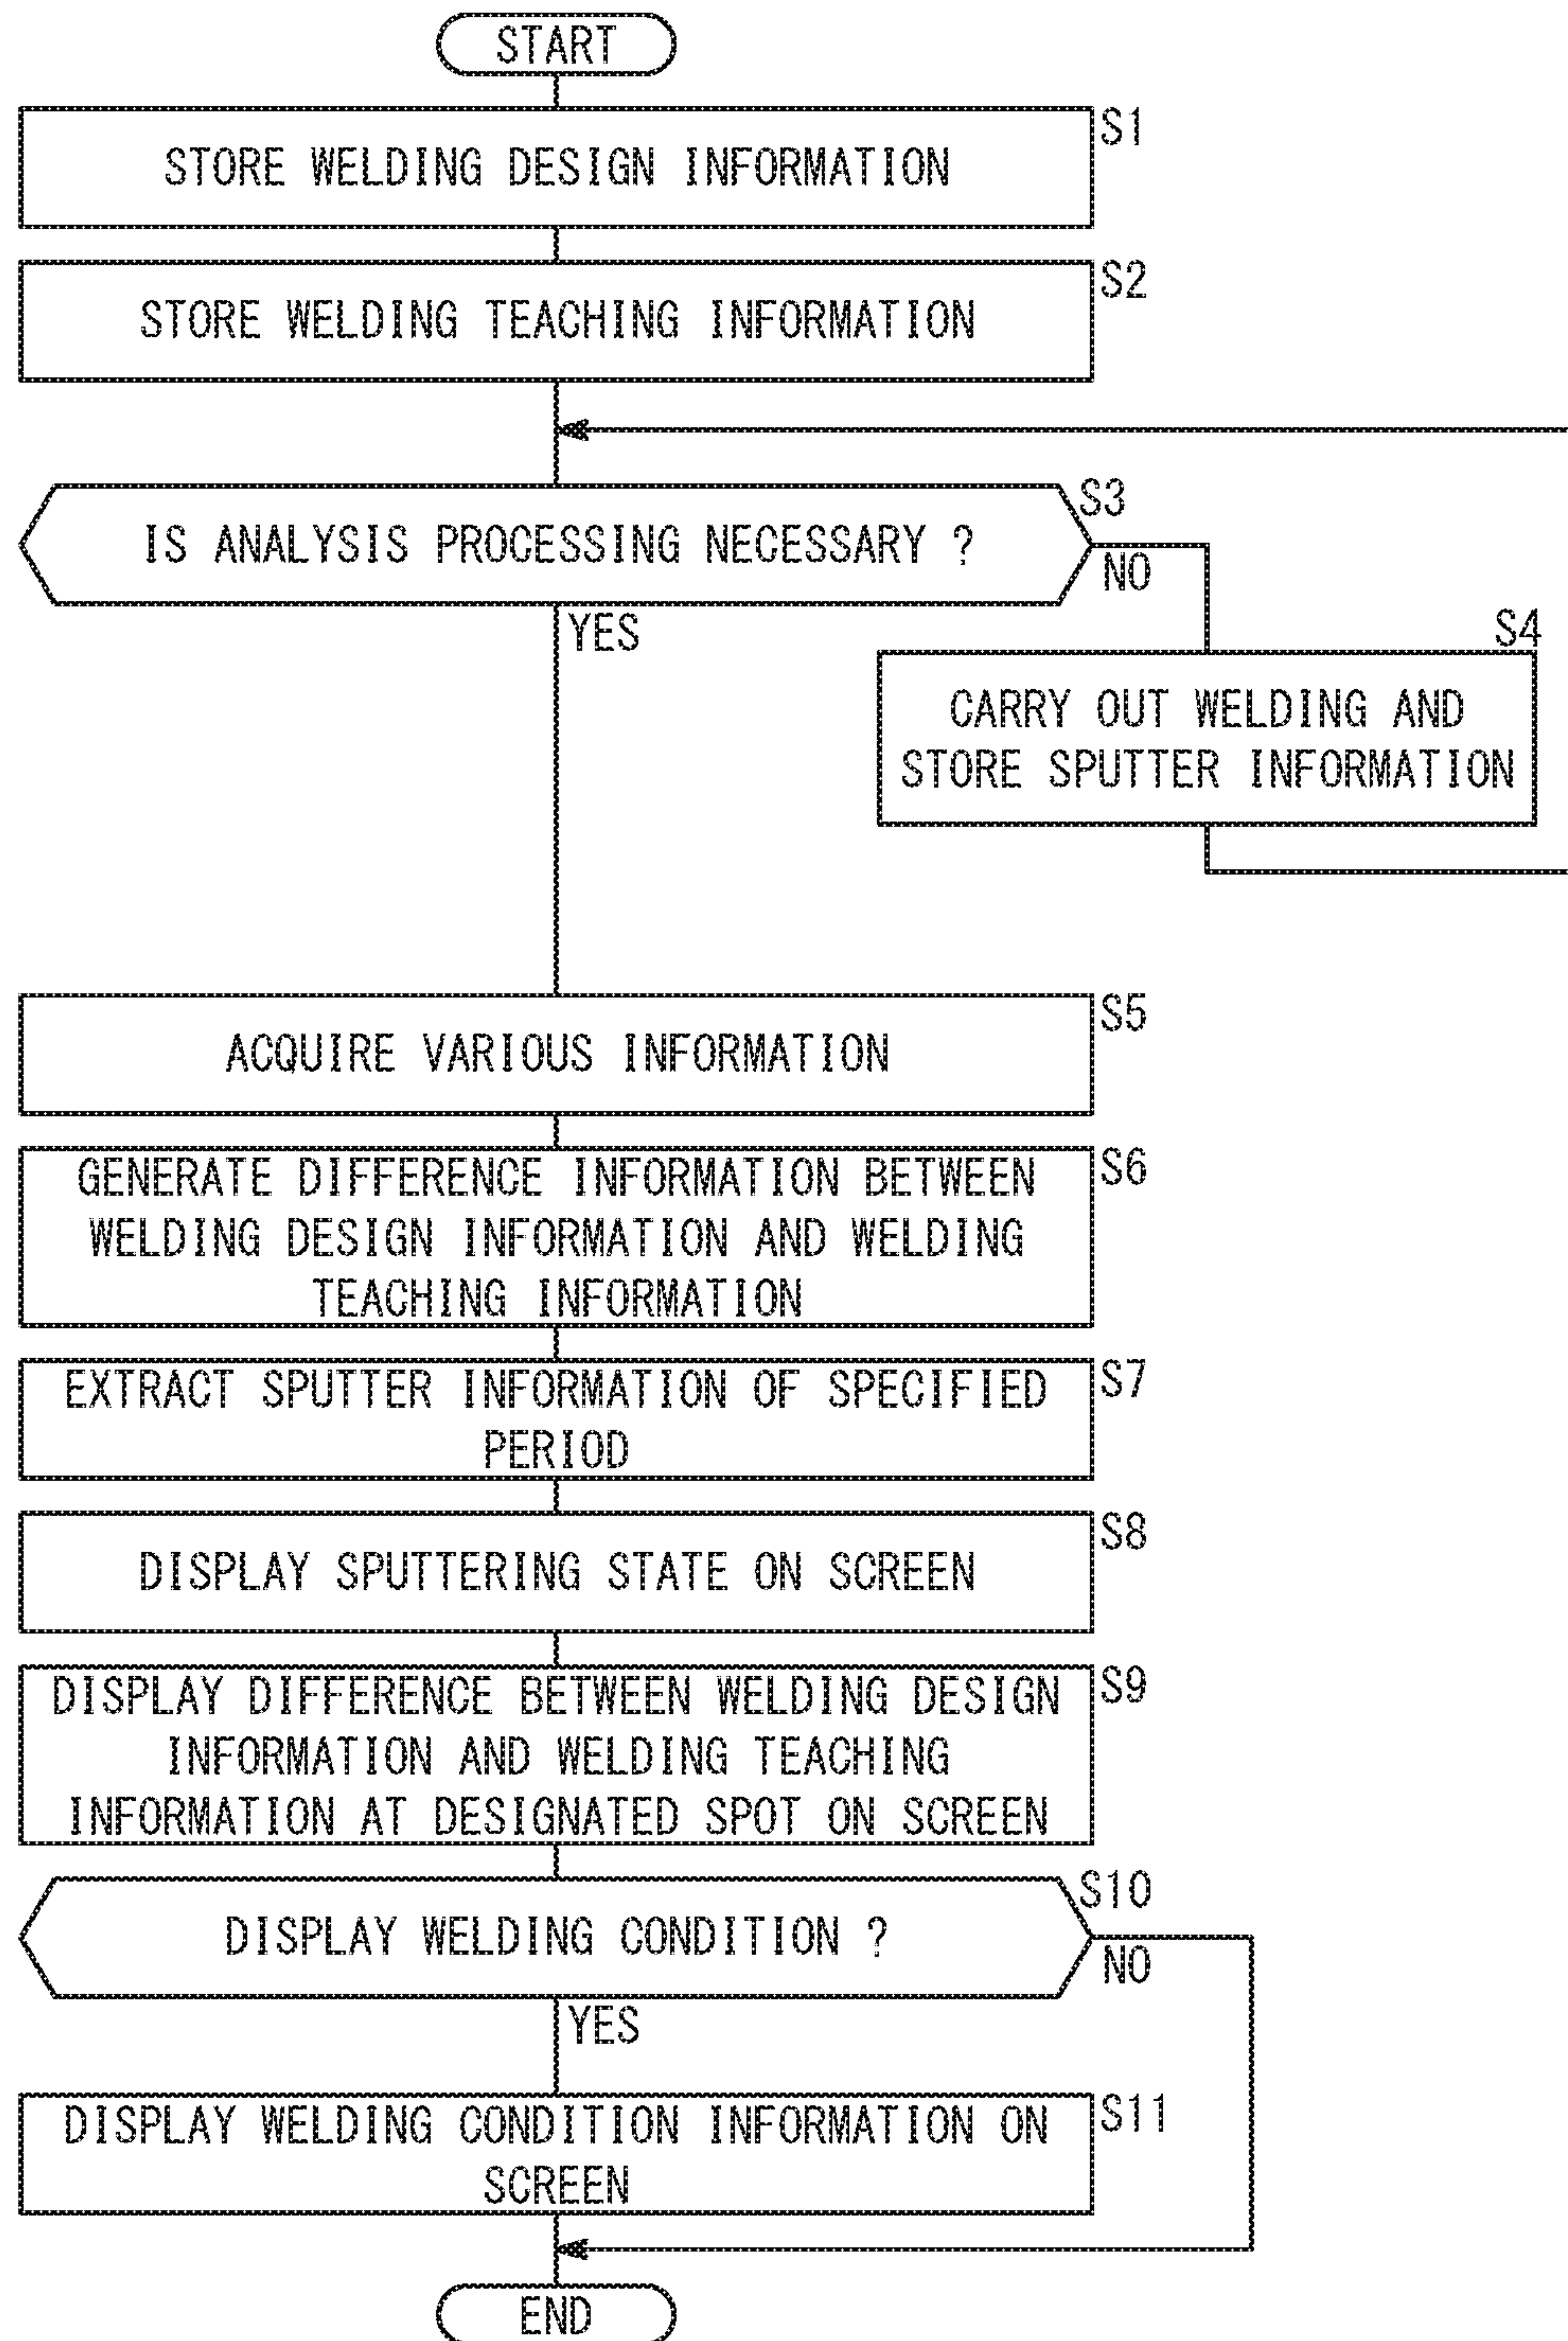 START
S1
STORE WELDING DESIGN INFORMATION
S2
STORE WELDING TEACHING INFORMATION
S3
IS ANALYSIS PROCESSING NECESSARY ?
NO
YES
S4
CARRY OUT WELDING AND
STORE SPUTTER INFORMATION
S5
ACQUIRE VARIOUS INFORMATION
S6
GENERATE DIFFERENCE INFORMATION BETWEEN
WELDING DESIGN INFORMATION AND WELDING
TEACHING INFORMATION
S7
EXTRACT SPUTTER INFORMATION OF SPECIFIED
PERIOD
S8
DISPLAY SPUTTERING STATE ON SCREEN
S9
DISPLAY DIFFERENCE BETWEEN WELDING DESIGN
INFORMATION AND WELDING TEACHING
INFORMATION AT DESIGNATED SPOT ON SCREEN
S10
DISPLAY WELDING CONDITION ?
NO
YES
S11
DISPLAY WELDING CONDITION INFORMATION ON
SCREEN
END